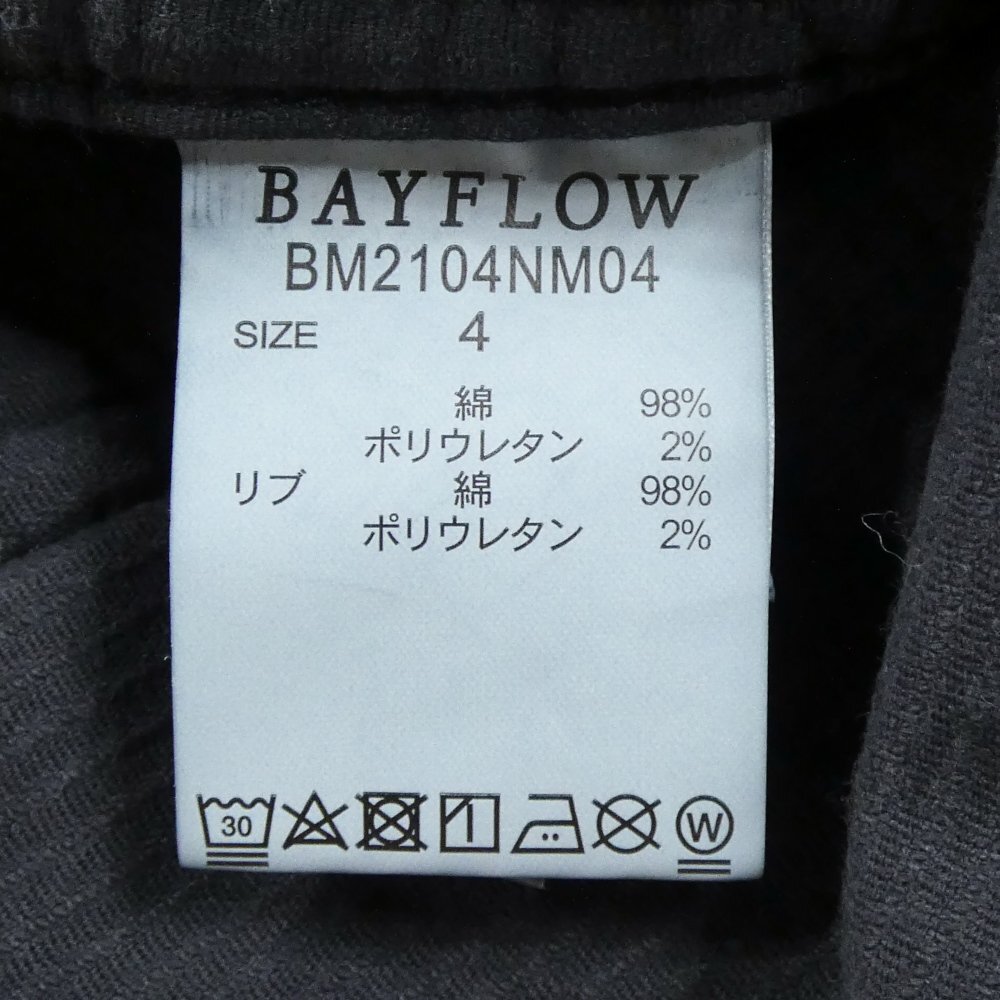 BAYFLOW
BM2104NM04
SIZE 4
綿 98%
ポリウレタン 2%
リブ 綿 98%
ポリウレタン 2%
30 W